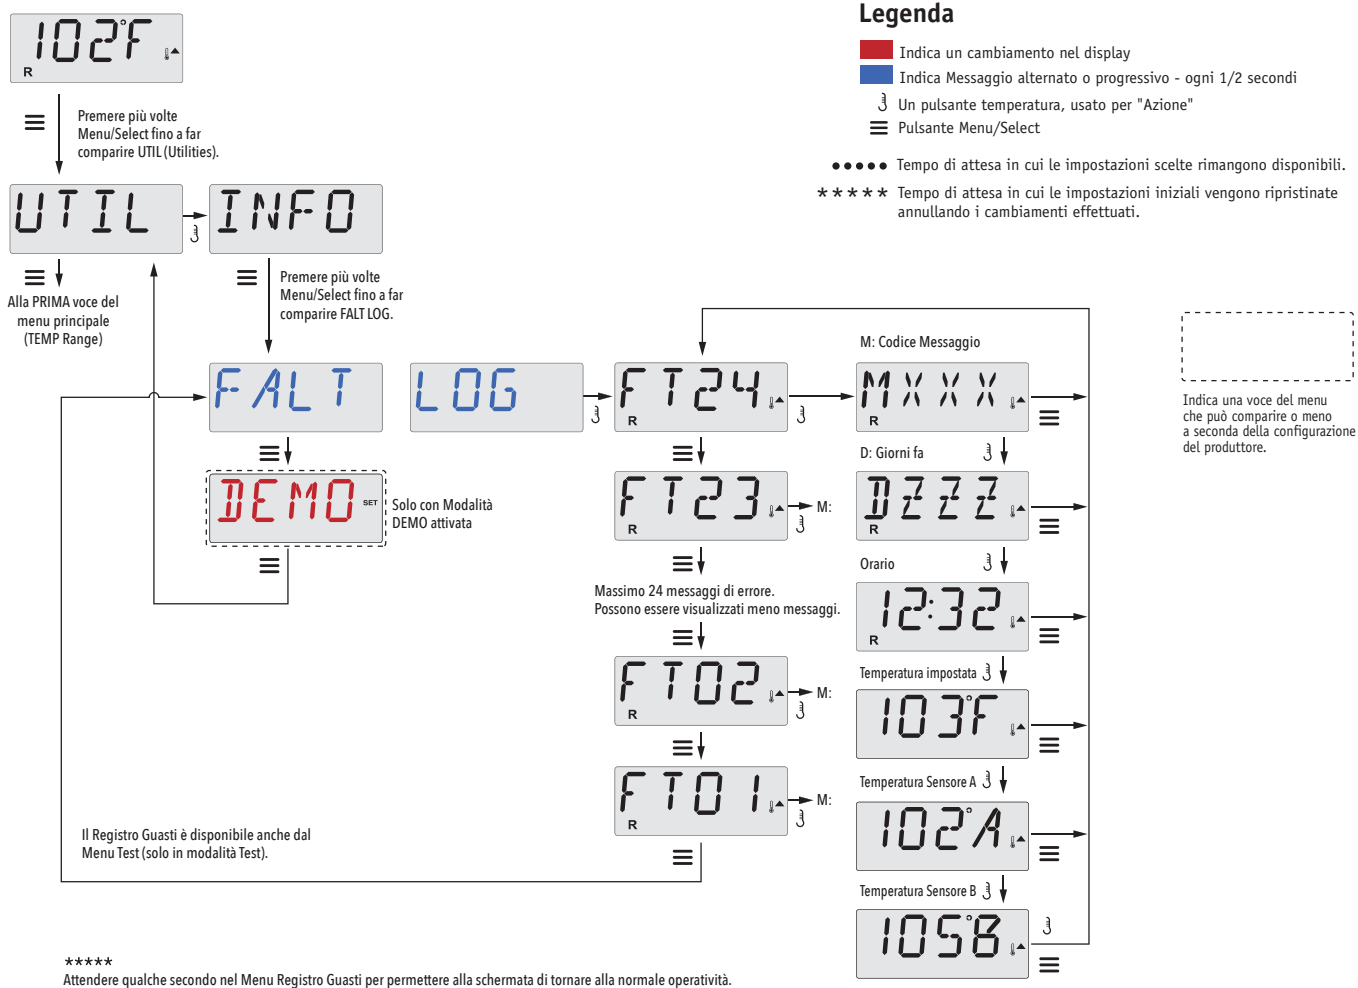 Legenda
Indica un cambiamento nel display
Indica Messaggio alternato o progressivo - ogni 1/2 secondi
Un pulsante temperatura, usato per "Azione"
Pulsante Menu/Select
••••• Tempo di attesa in cui le impostazioni scelte rimangono disponibili.
***** Tempo di attesa in cui le impostazioni iniziali vengono ripristinate
annullando i cambiamenti effettuati.
102°F
R
Premere più volte
Menu/Select fino a far
comparire UTIL (Utilities).
UTIL
INFO
Alla PRIMA voce del
menu principale
(TEMP Range)
Premere più volte
Menu/Select fino a far
comparire FALT LOG.
FALT
LOG
DEMO
SET
Solo con Modalità
DEMO attivata
FT24
R
FT23
R
M:
Massimo 24 messaggi di errore.
Possono essere visualizzati meno messaggi.
FT02
R
M:
FT01
R
M:
M: Codice Messaggio
MXXX
R
D: Giorni fa
DZZZ
R
Orario
12:32
R
Temperatura impostata
103°F
Temperatura Sensore A
102°A
Temperatura Sensore B
105°B
Indica una voce del menu
che può comparire o meno
a seconda della configurazione
del produttore.
Il Registro Guasti è disponibile anche dal
Menu Test (solo in modalità Test).
*****
Attendere qualche secondo nel Menu Registro Guasti per permettere alla schermata di tornare alla normale operatività.